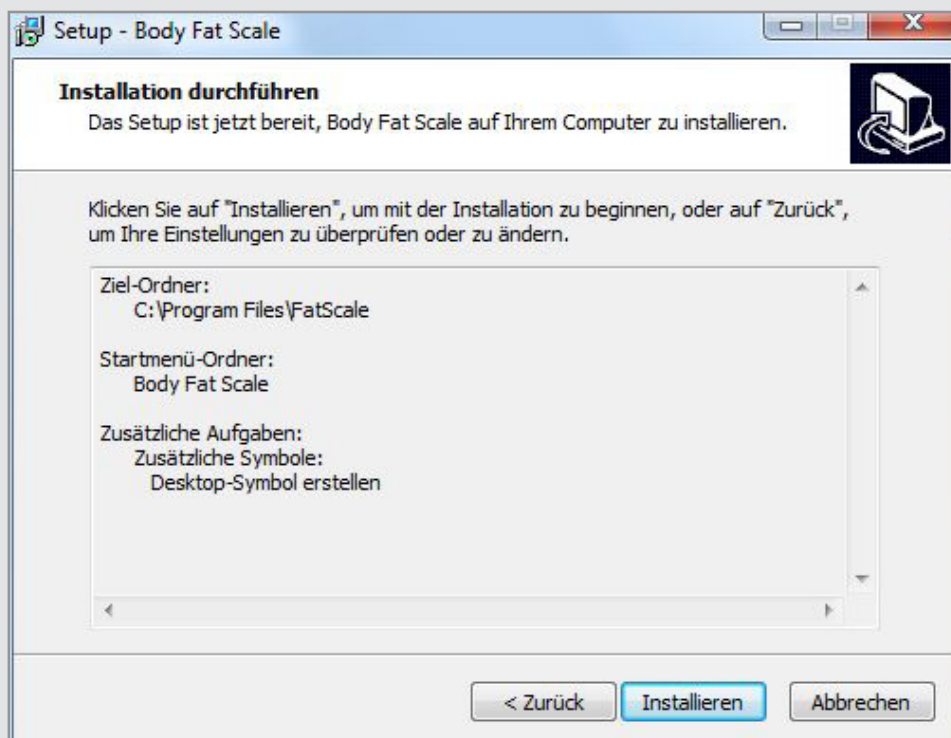 Setup - Body Fat Scale
Installation durchführen
Das Setup ist jetzt bereit, Body Fat Scale auf Ihrem Computer zu installieren.
Klicken Sie auf "Installieren", um mit der Installation zu beginnen, oder auf "Zurück",
um Ihre Einstellungen zu überprüfen oder zu ändern.
Ziel-Ordner:
C:\Program Files\FatScale
Startmenü-Ordner:
Body Fat Scale
Zusätzliche Aufgaben:
Zusätzliche Symbole:
Desktop-Symbol erstellen
< Zurück Installieren Abbrechen